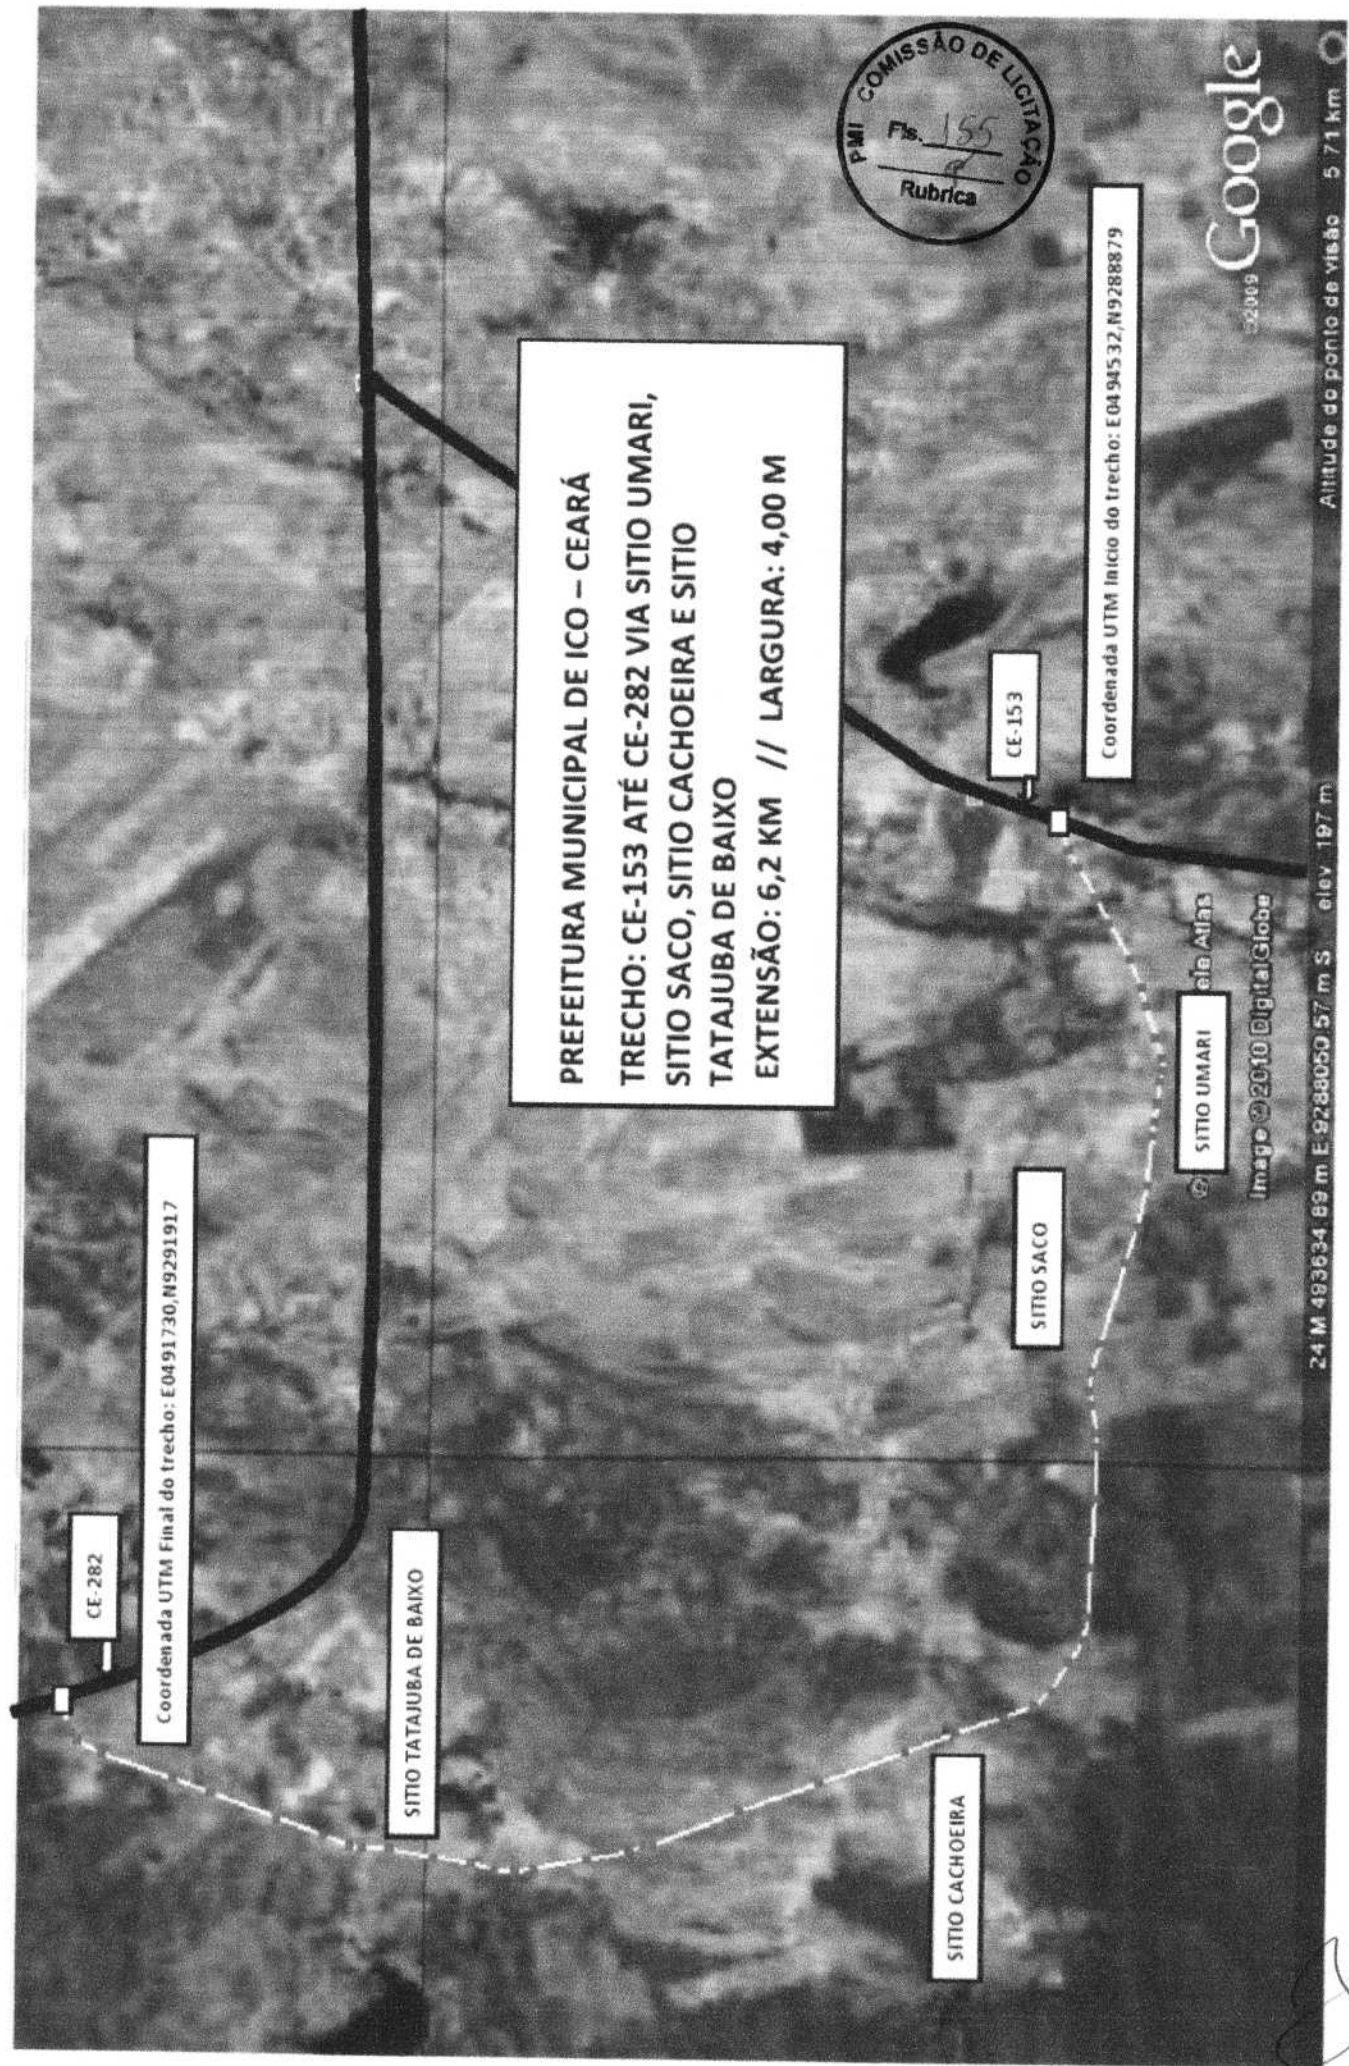 CE-282
Coordenada UTM Final do trecho: E0491730,N9291917
SITIO TATAJUBA DE BAIXO
PREFEITURA MUNICIPAL DE ICO – CEARÁ
TRECHO: CE-153 ATÉ CE-282 VIA SITIO UMARI,
SITIO SACO, SITIO CACHOEIRA E SITIO
TATAJUBA DE BAIXO
EXTENSÃO: 6,2 KM // LARGURA: 4,00 M
PMI COMISSÃO DE LICITAÇÃO
Fls. 155
Rubrica
SITIO CACHOEIRA
SITIO SACO
CE-153
Coordenada UTM Inicio do trecho: E0494532,N9288879
SITIO UMARI
ele Atlas
Image © 2010 DigitalGlobe
©2009 Google
24 M 493634 89 m E 9288050 57 m S elev 197 m
Altitude do ponto de visão 5 71 km